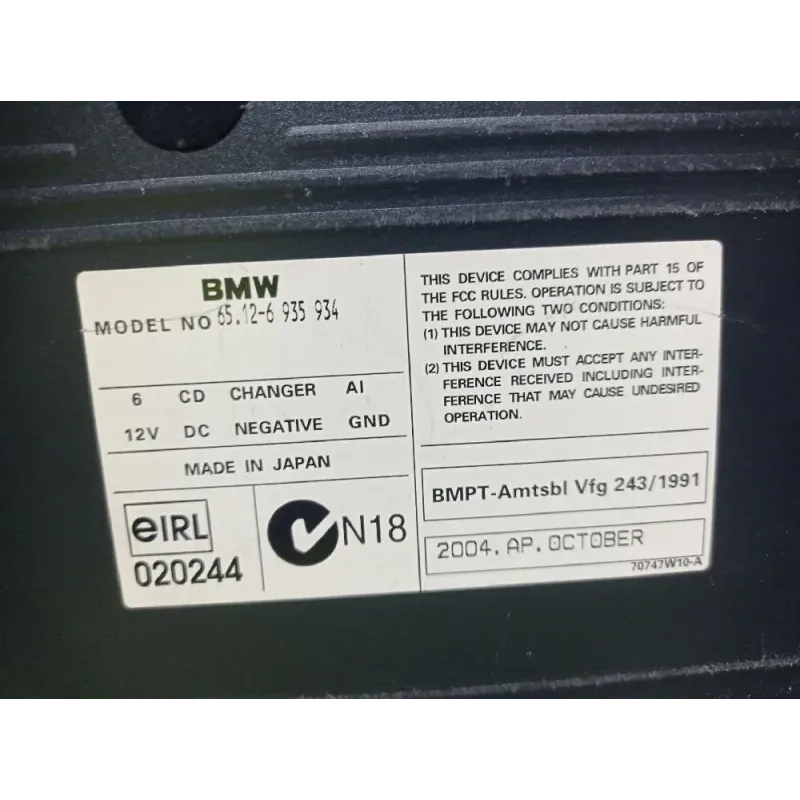 BMW
MODEL NO 65.12-6 935 934
6 CD CHANGER AI
12V DC NEGATIVE GND
MADE IN JAPAN
eIRL
020244
N18
THIS DEVICE COMPLIES WITH PART 15 OF
THE FCC RULES. OPERATION IS SUBJECT TO
THE FOLLOWING TWO CONDITIONS:
(1) THIS DEVICE MAY NOT CAUSE HARMFUL
INTERFERENCE.
(2) THIS DEVICE MUST ACCEPT ANY INTER-
FERENCE RECEIVED INCLUDING INTER-
FERENCE THAT MAY CAUSE UNDESIRED
OPERATION.
BMPT-Amtsbl Vfg 243/1991
2004. AP. OCTOBER
70747W10-A